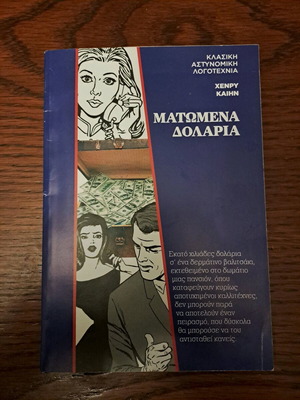 ΚΛΑΣΙΚΗ
ΑΣΤΥΝΟΜΙΚΗ
ΛΟΓΟΤΕΧΝΙΑ
ΧΕΝΡΥ
ΚΑΙΗΝ
ΜΑΤΩΜΕΝΑ
ΔΟΛΑΡΙΑ
Εκατό χιλιάδες δολάρια
σ' ένα δερμάτινο βαλιτσάκι,
εκτεθειμένο στο δωμάτιο
μιας πανσιόν, όπου
καταφεύγουν κυρίως
αποτυχημένοι καλλιτέχνες,
δεν μπορούν παρά
να αποτελούν έναν
πειρασμό, που δύσκολα
θα μπορούσε να του
αντισταθεί κανείς.